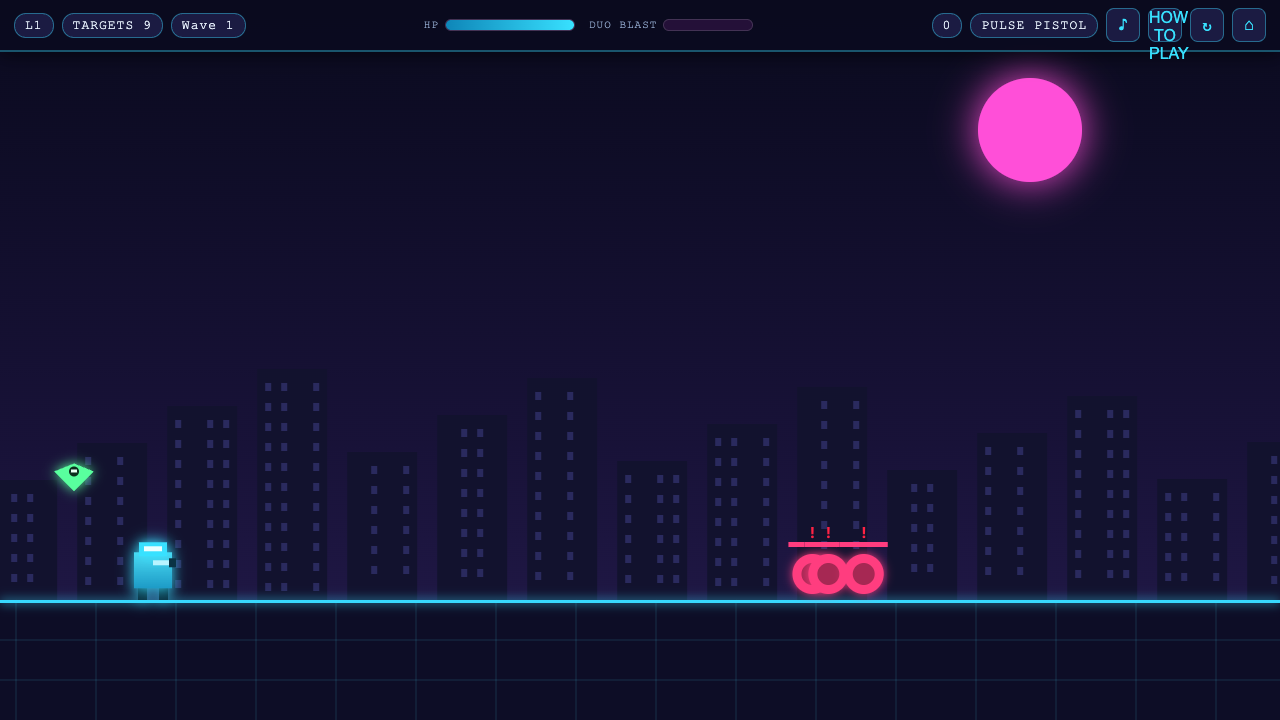 L1
TARGETS 9
Wave 1
HP
DUO BLAST
0
PULSE PISTOL
♪
HOW
TO
PLAY
↻
⌂
! ! !